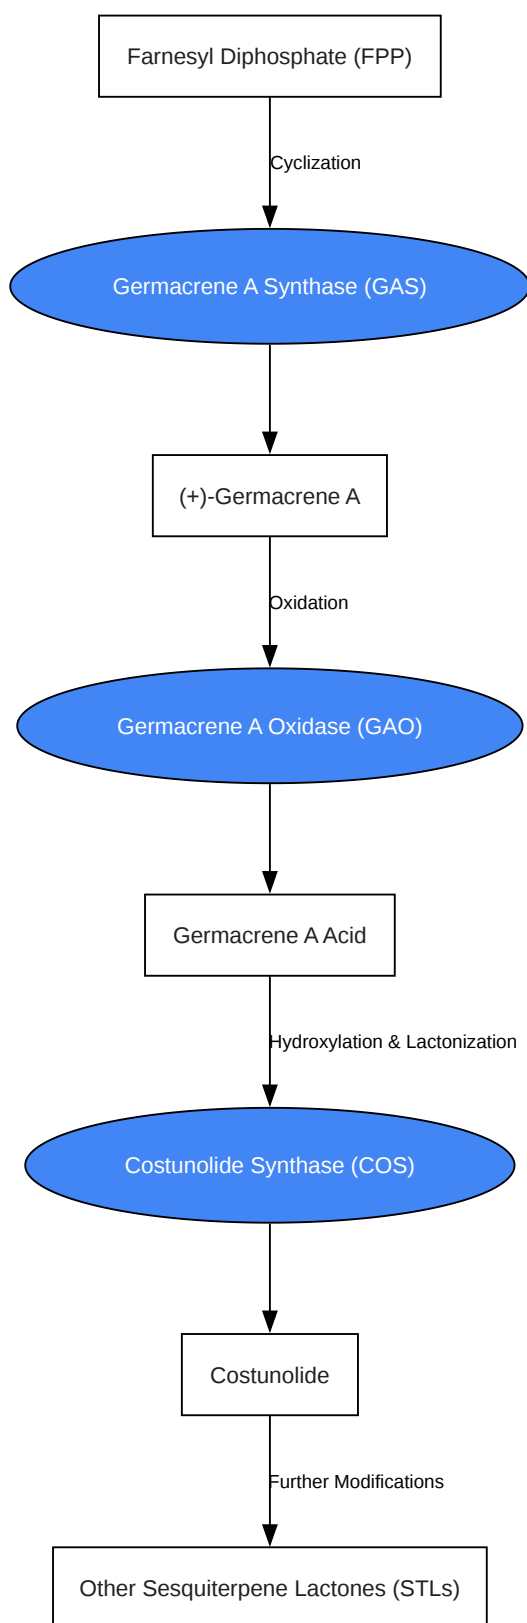 Farnesyl Diphosphate (FPP)
Cyclization
Germacrene A Synthase (GAS)
(+)-Germacrene A
Oxidation
Germacrene A Oxidase (GAO)
Germacrene A Acid
Hydroxylation & Lactonization
Costunolide Synthase (COS)
Costunolide
Further Modifications
Other Sesquiterpene Lactones (STLs)